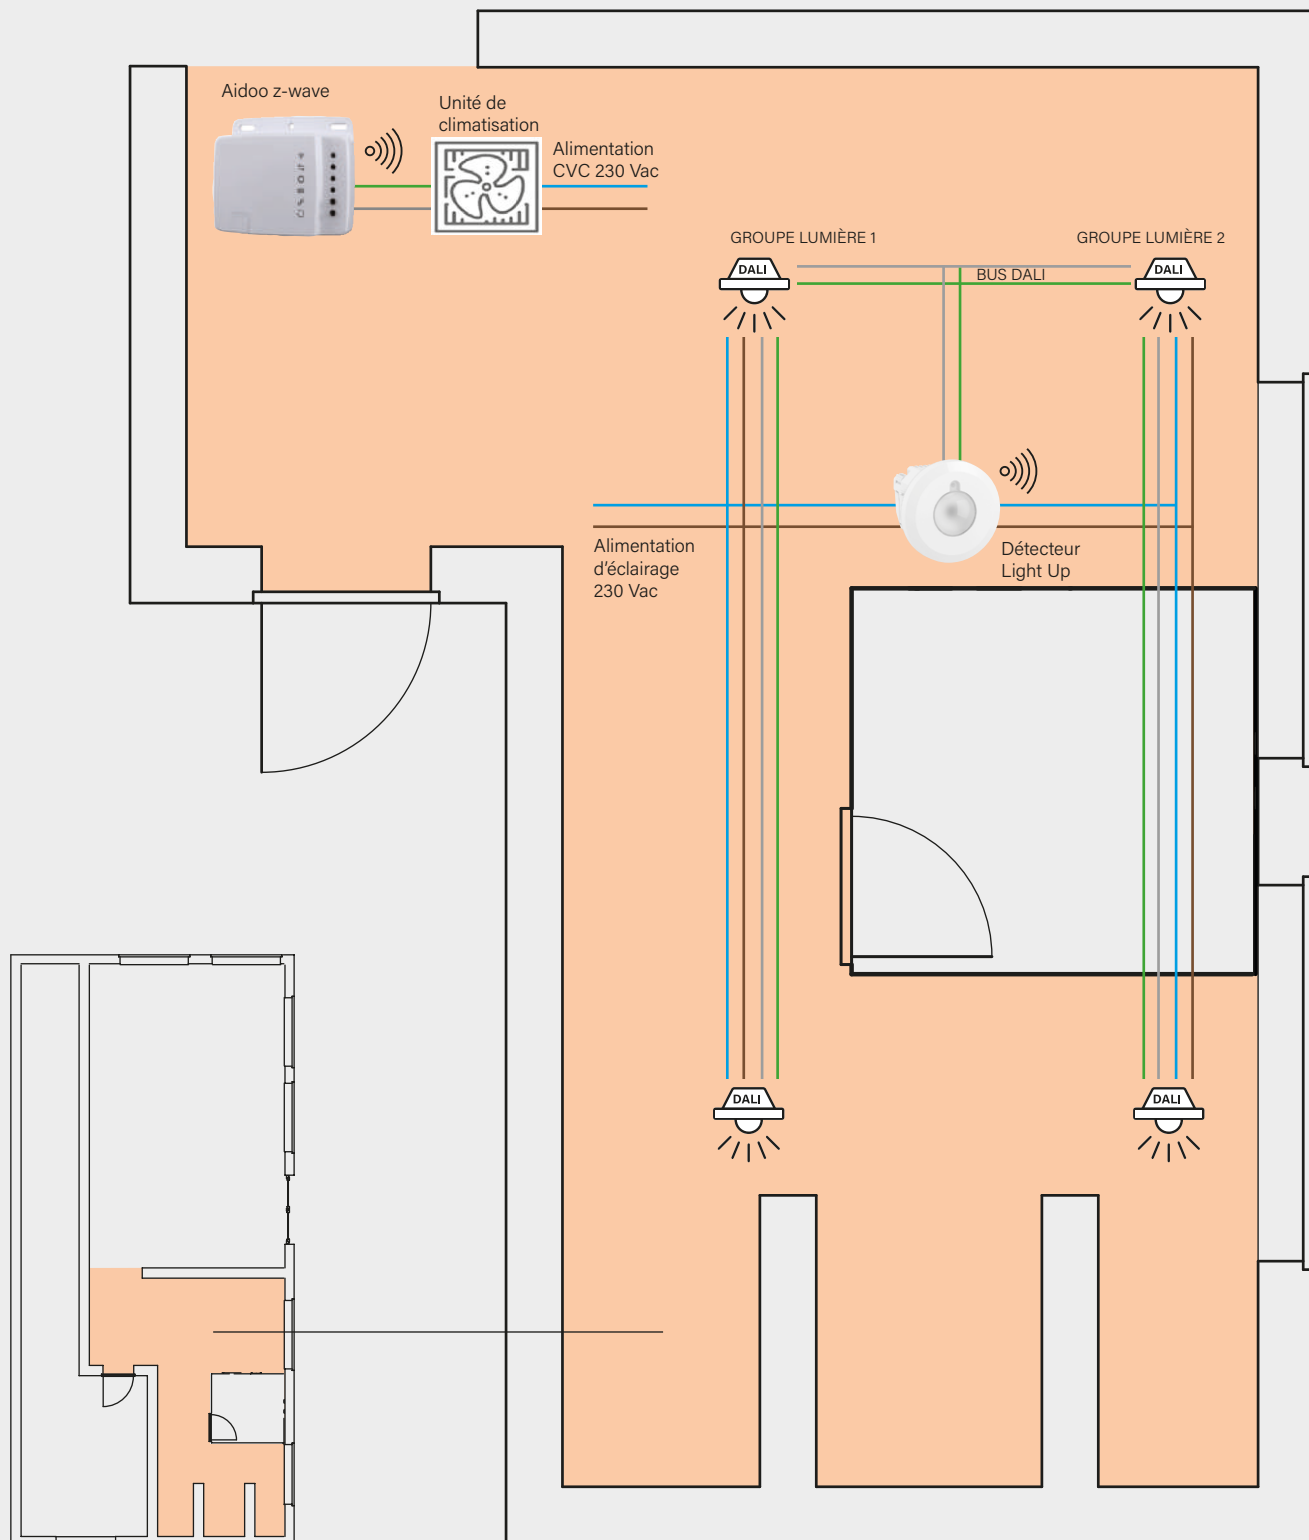 Aidoo z-wave
Unité de
climatisation
Alimentation
CVC 230 Vac
GROUPE LUMIÈRE 1
GROUPE LUMIÈRE 2
DALI
BUS DALI
DALI
Alimentation
d'éclairage
230 Vac
Détecteur
Light Up
DALI
DALI